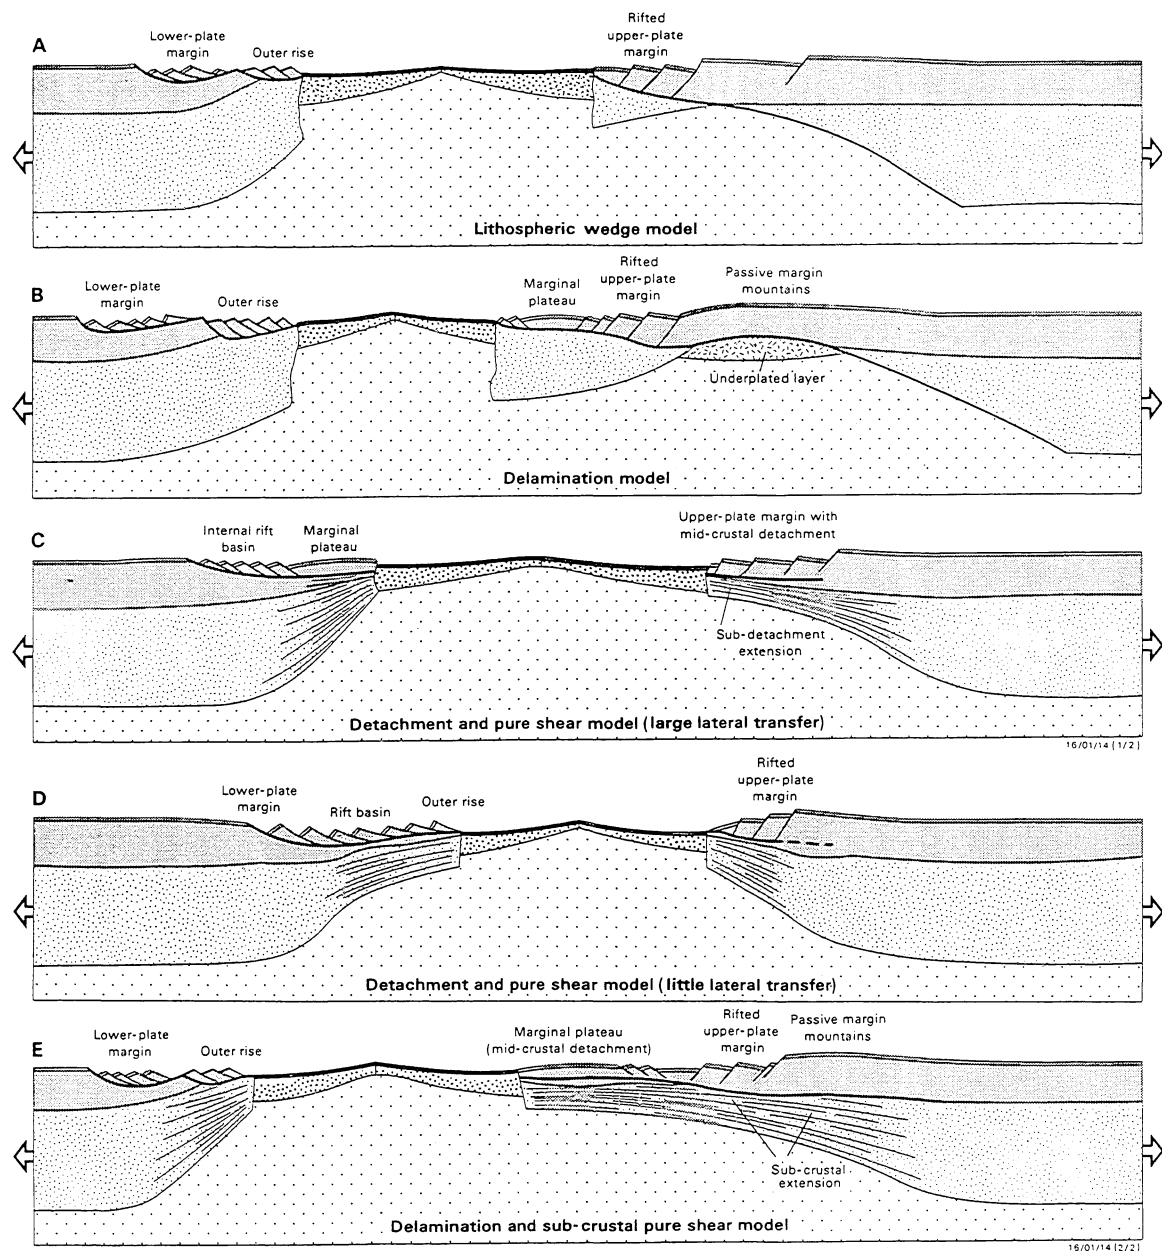 A
Lower-plate
margin
Outer rise
Rifted
upper-plate
margin
Lithospheric wedge model
B
Lower-plate
margin
Outer rise
Marginal
plateau
Rifted
upper-plate
margin
Passive margin
mountains
Underplated layer
Delamination model
C
Internal rift
basin
Marginal
plateau
Upper-plate margin with
mid-crustal detachment
Sub-detachment
extension
Detachment and pure shear model (large lateral transfer)
16/01/14 (1/2)
D
Lower-plate
margin
Rift basin
Outer rise
Rifted
upper-plate
margin
Detachment and pure shear model (little lateral transfer)
E
Lower-plate
margin
Outer rise
Marginal plateau
(mid-crustal detachment)
Rifted
upper-plate
margin
Passive margin
mountains
Sub-crustal
extension
Delamination and sub-crustal pure shear model
16/01/14 (2/2)